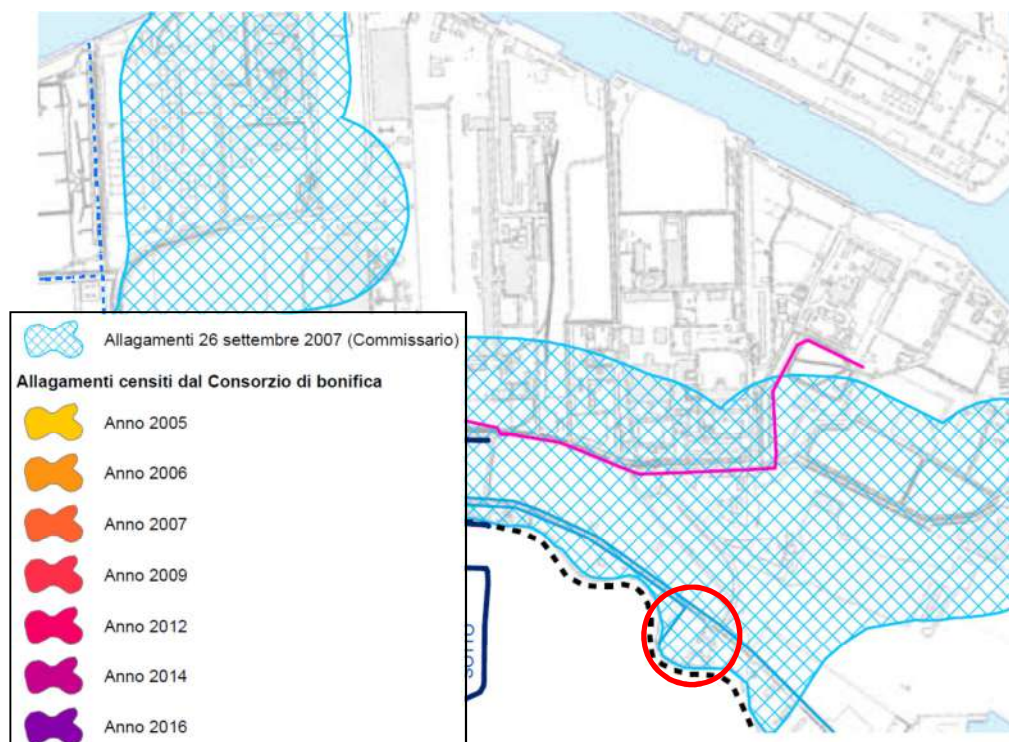 Allagamenti 26 settembre 2007 (Commissario)
Allagamenti censiti dal Consorzio di bonifica
Anno 2005
Anno 2006
Anno 2007
Anno 2009
Anno 2012
Anno 2014
Anno 2016